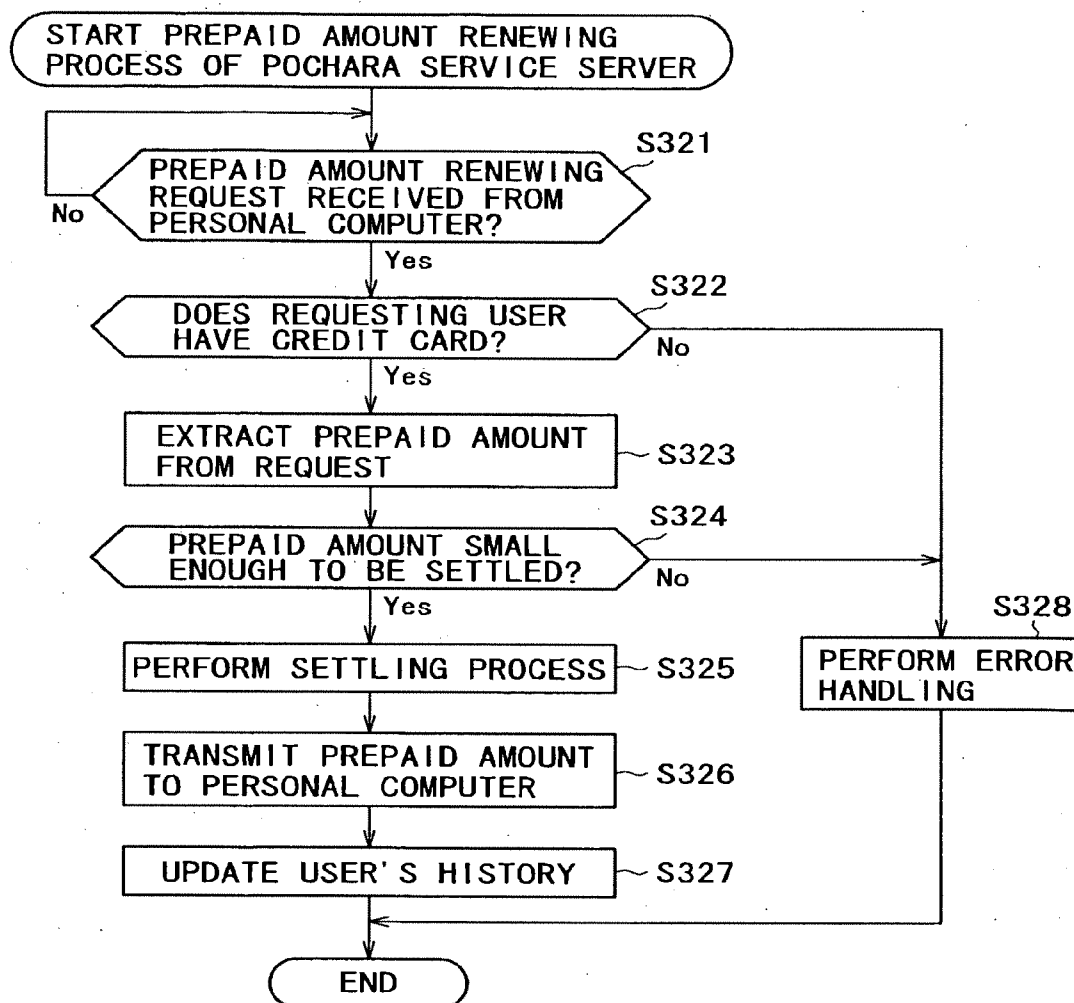 START PREPAID AMOUNT RENEWING
PROCESS OF POCHARA SERVICE SERVER
S321
PREPAID AMOUNT RENEWING
REQUEST RECEIVED FROM
PERSONAL COMPUTER?
No
Yes
S322
DOES REQUESTING USER
HAVE CREDIT CARD?
No
Yes
EXTRACT PREPAID AMOUNT
FROM REQUEST
S323
S324
PREPAID AMOUNT SMALL
ENOUGH TO BE SETTLED?
No
Yes
S328
PERFORM ERROR
HANDLING
PERFORM SETTLING PROCESS
S325
TRANSMIT PREPAID AMOUNT
TO PERSONAL COMPUTER
S326
UPDATE USER'S HISTORY
S327
END